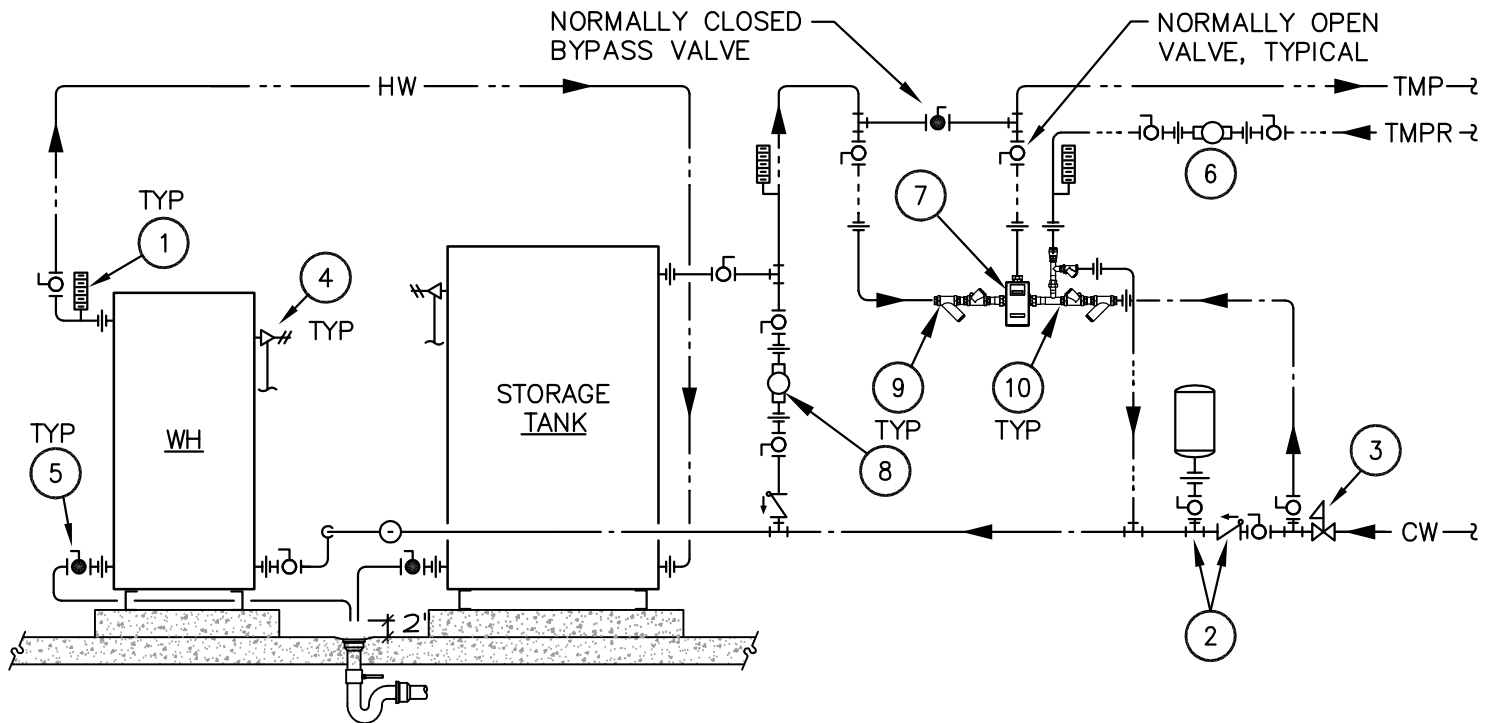 NORMALLY CLOSED
BYPASS VALVE
NORMALLY OPEN
VALVE, TYPICAL
HW
TMP
TMPR
6
7
TYP
1
4
TYP
STORAGE
TANK
WH
TYP
5
9
TYP
10
TYP
8
3
CW
2
2'